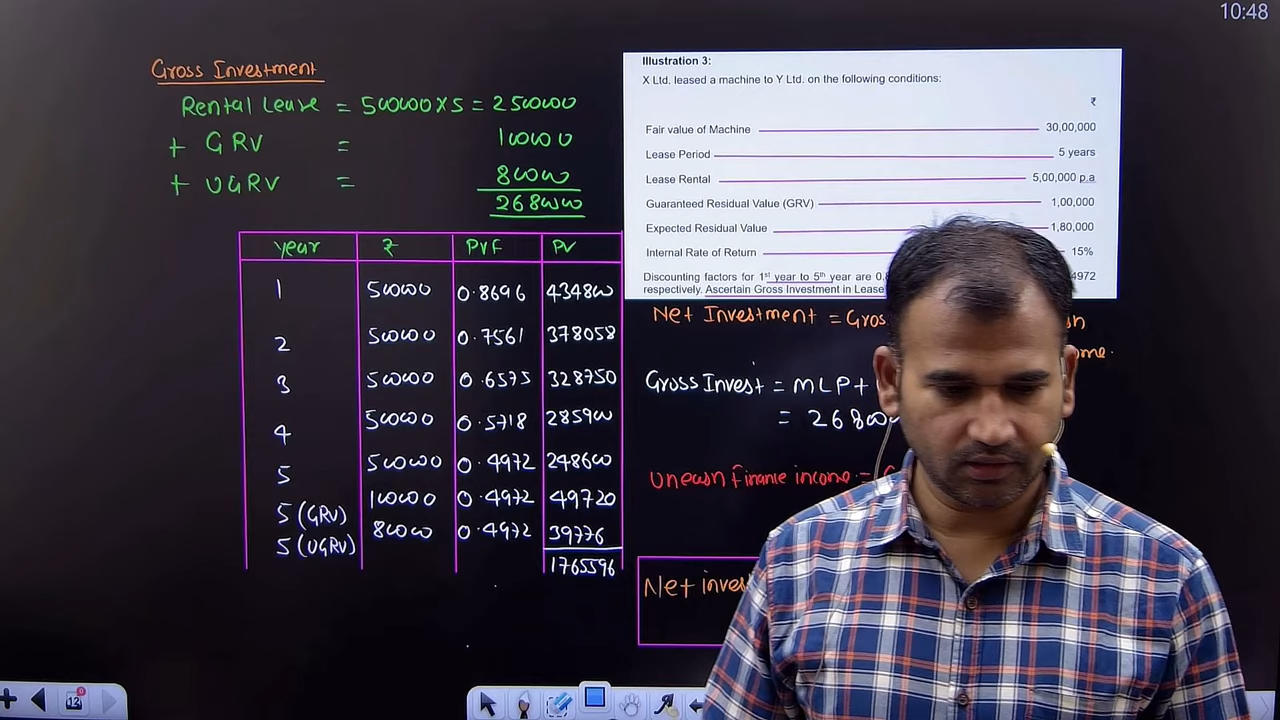 10:48
Gross Investment
Rental Lease = 500000 x 5 = 2500000
+ GRV = 100000
+ UGRV = 80000
2680000
year ₹ PVF PV
1 500000 0.8696 434800
2 500000 0.7561 378058
3 500000 0.6575 328750
4 500000 0.5718 285900
5 500000 0.4972 248600
5 (GRV) 100000 0.4972 49720
5 (UGRV) 80000 0.4972 39776
1765596
Illustration 3:
X Ltd. leased a machine to Y Ltd. on the following conditions:
₹
Fair value of Machine 30,00,000
Lease Period 5 years
Lease Rental 5,00,000 p.a
Guaranteed Residual Value (GRV) 1,00,000
Expected Residual Value 1,80,000
Internal Rate of Return 15%
Discounting factors for 1st year to 5th year are 4972
respectively. Ascertain Gross Investment in Lease
Net Investment =
Gross Invest = MLP +
= 
Unearn Finance income =
12